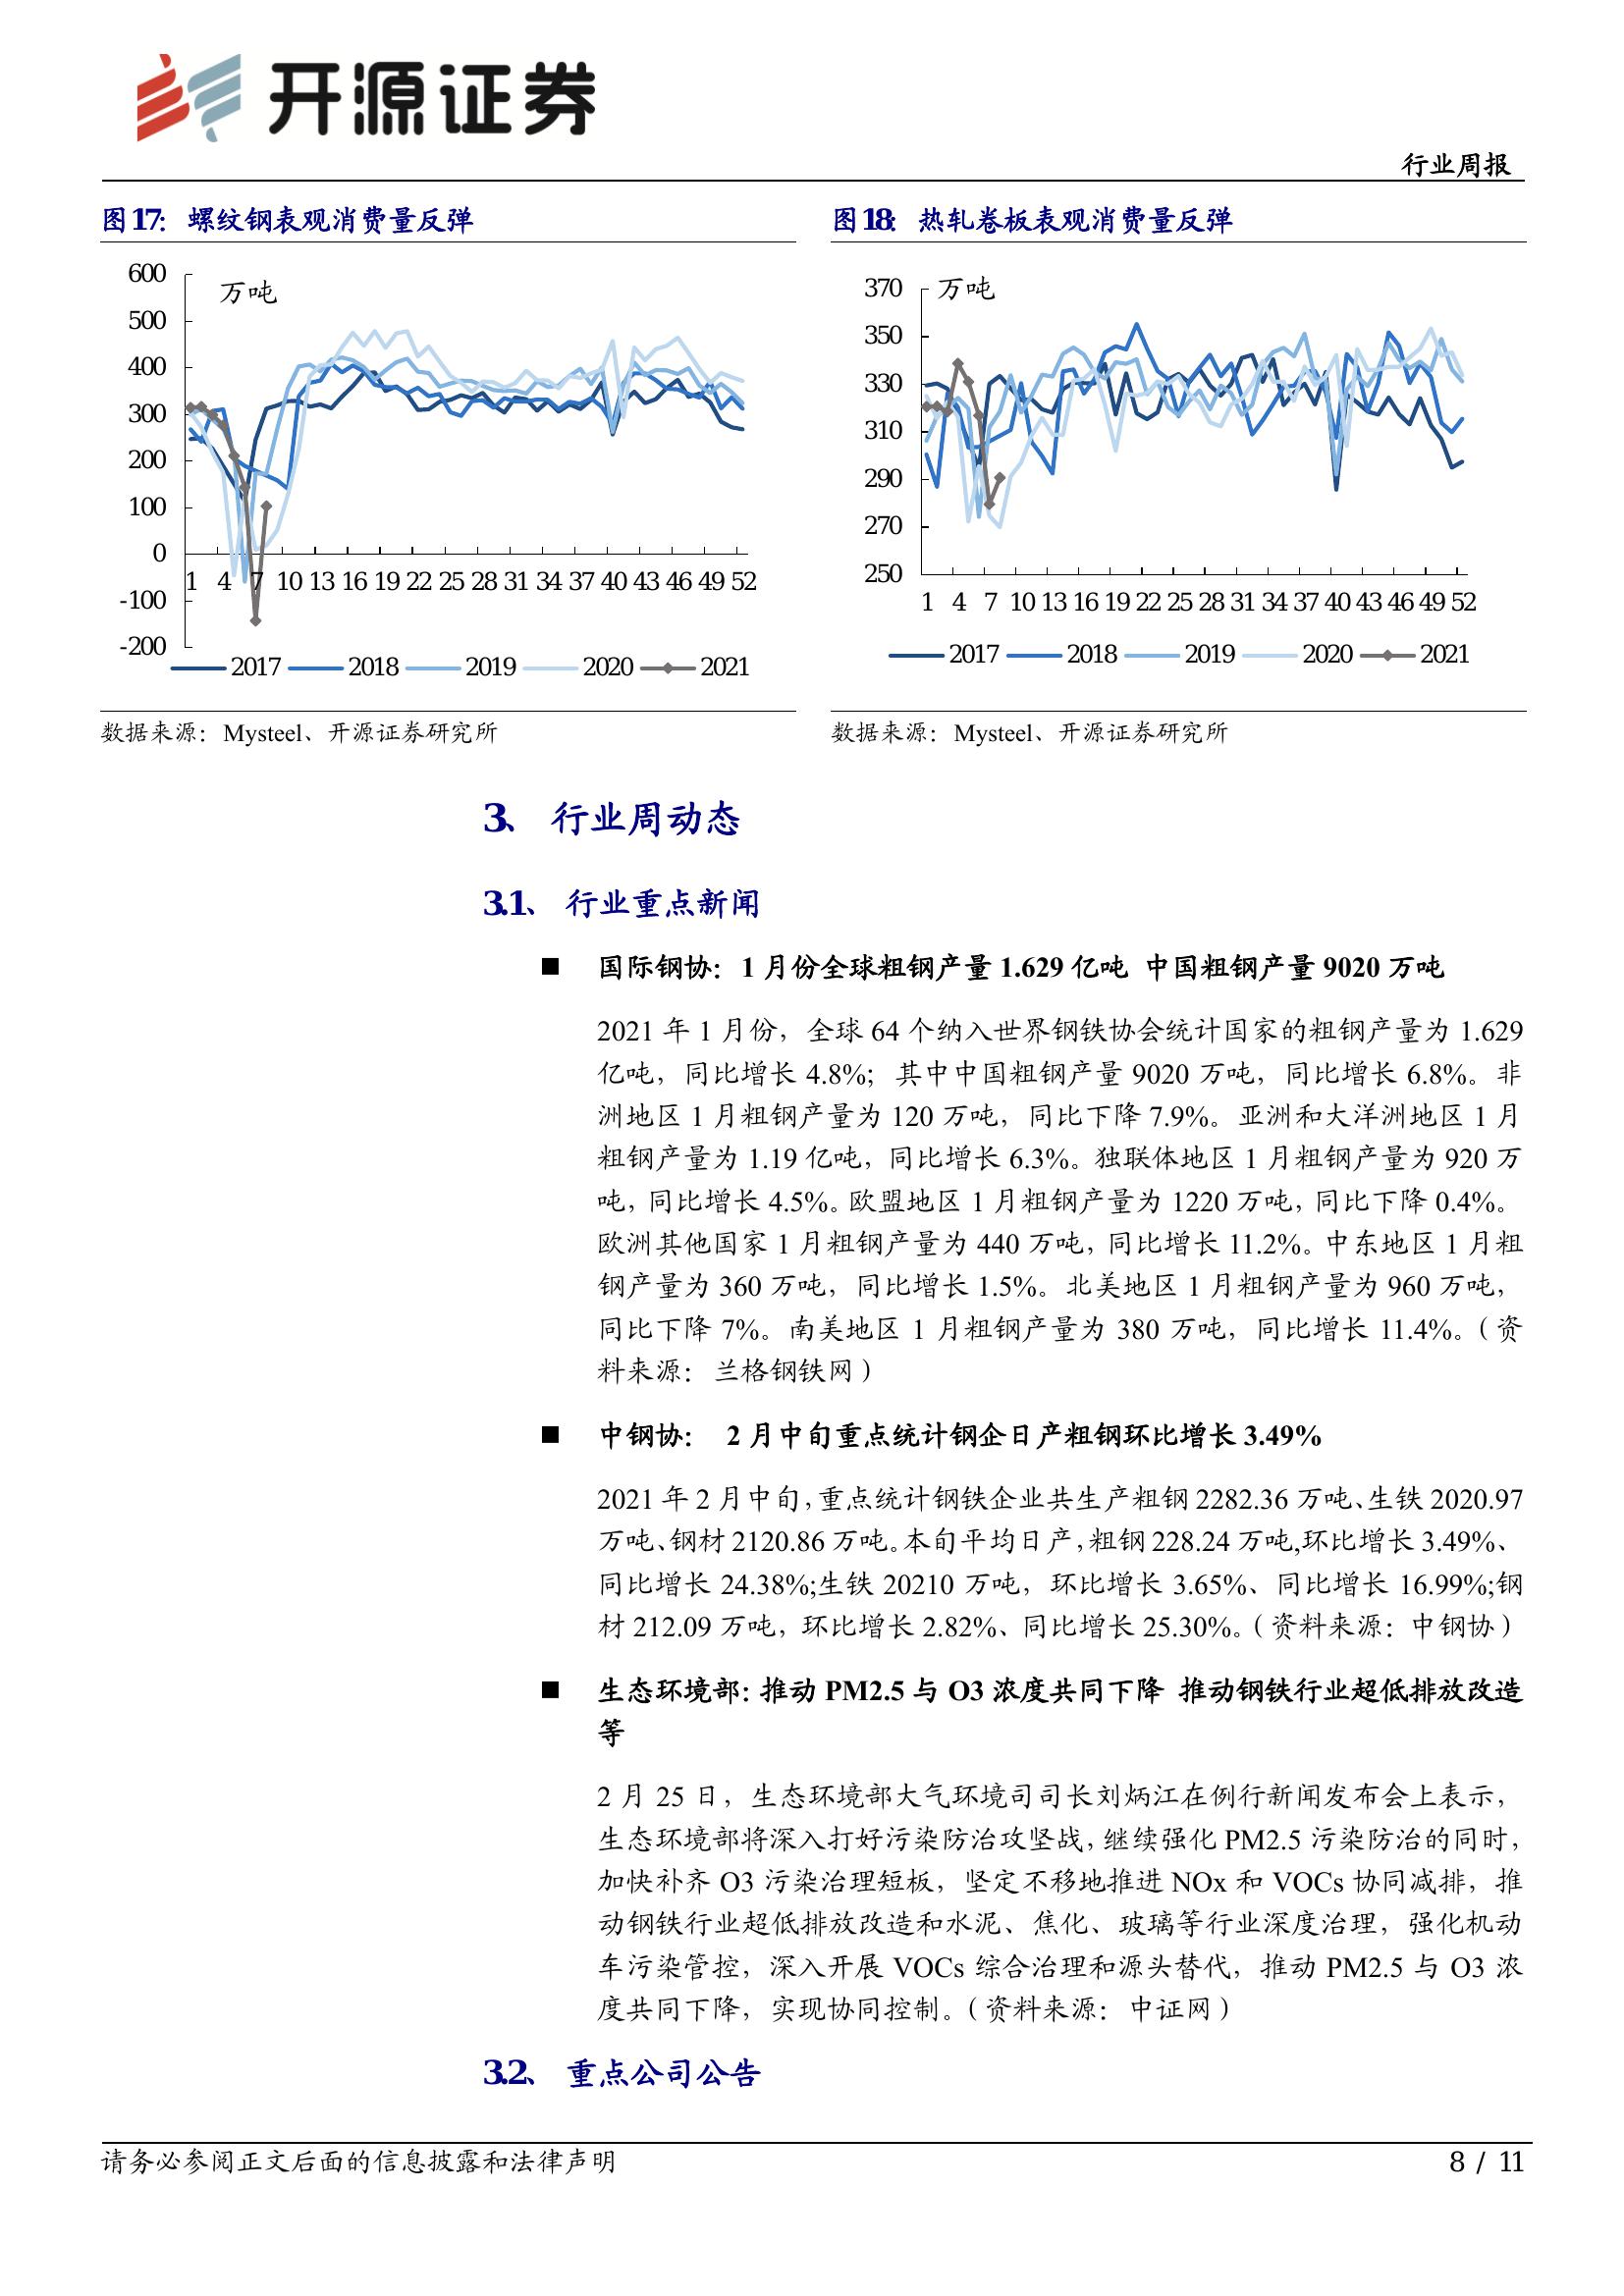 开源证券
行业周报
图17：螺纹钢表观消费量反弹
万吨
600
500
400
300
200
100
0
-100
-200
1 4 7 10 13 16 19 22 25 28 31 34 37 40 43 46 49 52
2017 2018 2019 2020 2021
数据来源：Mysteel、开源证券研究所
图18：热轧卷板表观消费量反弹
万吨
370
350
330
310
290
270
250
1 4 7 10 13 16 19 22 25 28 31 34 37 40 43 46 49 52
2017 2018 2019 2020 2021
数据来源：Mysteel、开源证券研究所
3、 行业周动态
3.1、 行业重点新闻
■ 国际钢协：1 月份全球粗钢产量 1.629 亿吨 中国粗钢产量 9020 万吨
2021 年 1 月份，全球 64 个纳入世界钢铁协会统计国家的粗钢产量为 1.629
亿吨，同比增长 4.8%；其中中国粗钢产量 9020 万吨，同比增长 6.8%。非
洲地区 1 月粗钢产量为 120 万吨，同比下降 7.9%。亚洲和大洋洲地区 1 月
粗钢产量为 1.19 亿吨，同比增长 6.3%。独联体地区 1 月粗钢产量为 920 万
吨，同比增长 4.5%。欧盟地区 1 月粗钢产量为 1220 万吨，同比下降 0.4%。
欧洲其他国家 1 月粗钢产量为 440 万吨，同比增长 11.2%。中东地区 1 月粗
钢产量为 360 万吨，同比增长 1.5%。北美地区 1 月粗钢产量为 960 万吨，
同比下降 7%。南美地区 1 月粗钢产量为 380 万吨，同比增长 11.4%。（资
料来源：兰格钢铁网）
■ 中钢协： 2 月中旬重点统计钢企日产粗钢环比增长 3.49%
2021 年 2 月中旬，重点统计钢铁企业共生产粗钢 2282.36 万吨、生铁 2020.97
万吨、钢材 2120.86 万吨。本旬平均日产，粗钢 228.24 万吨,环比增长 3.49%、
同比增长 24.38%;生铁 20210 万吨，环比增长 3.65%、同比增长 16.99%;钢
材 212.09 万吨，环比增长 2.82%、同比增长 25.30%。（资料来源：中钢协）
■ 生态环境部：推动 PM2.5 与 O3 浓度共同下降 推动钢铁行业超低排放改造
等
2 月 25 日，生态环境部大气环境司司长刘炳江在例行新闻发布会上表示，
生态环境部将深入打好污染防治攻坚战，继续强化 PM2.5 污染防治的同时，
加快补齐 O3 污染治理短板，坚定不移地推进 NOx 和 VOCs 协同减排，推
动钢铁行业超低排放改造和水泥、焦化、玻璃等行业深度治理，强化机动
车污染管控，深入开展 VOCs 综合治理和源头替代，推动 PM2.5 与 O3 浓
度共同下降，实现协同控制。（资料来源：中证网）
3.2、 重点公司公告
请务必参阅正文后面的信息披露和法律声明
8 / 11